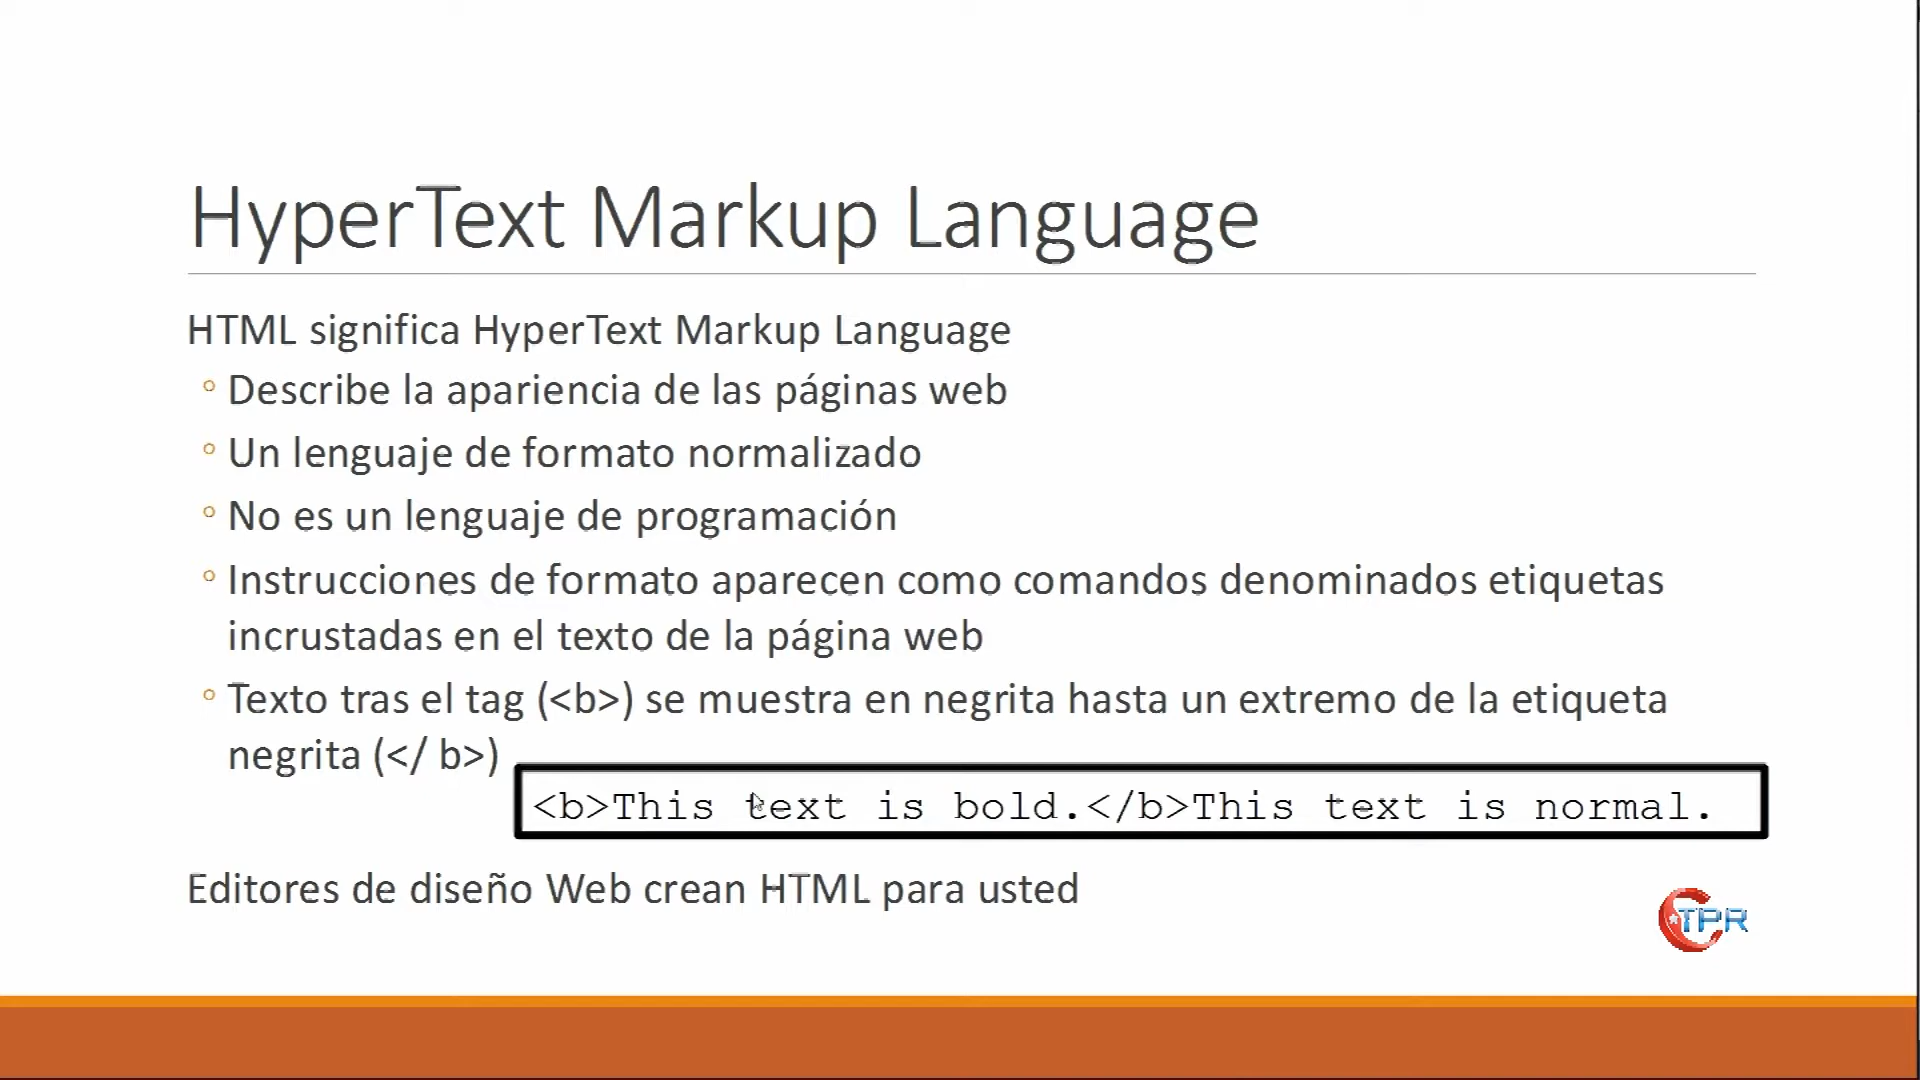 HyperText Markup Language
HTML significa HyperText Markup Language
◦ Describe la apariencia de las páginas web
◦ Un lenguaje de formato normalizado
◦ No es un lenguaje de programación
◦ Instrucciones de formato aparecen como comandos denominados etiquetas
incrustadas en el texto de la página web
◦ Texto tras el tag (<b>) se muestra en negrita hasta un extremo de la etiqueta
negrita (</ b>)
<b>This text is bold.</b>This text is normal.
Editores de diseño Web crean HTML para usted
CTPR